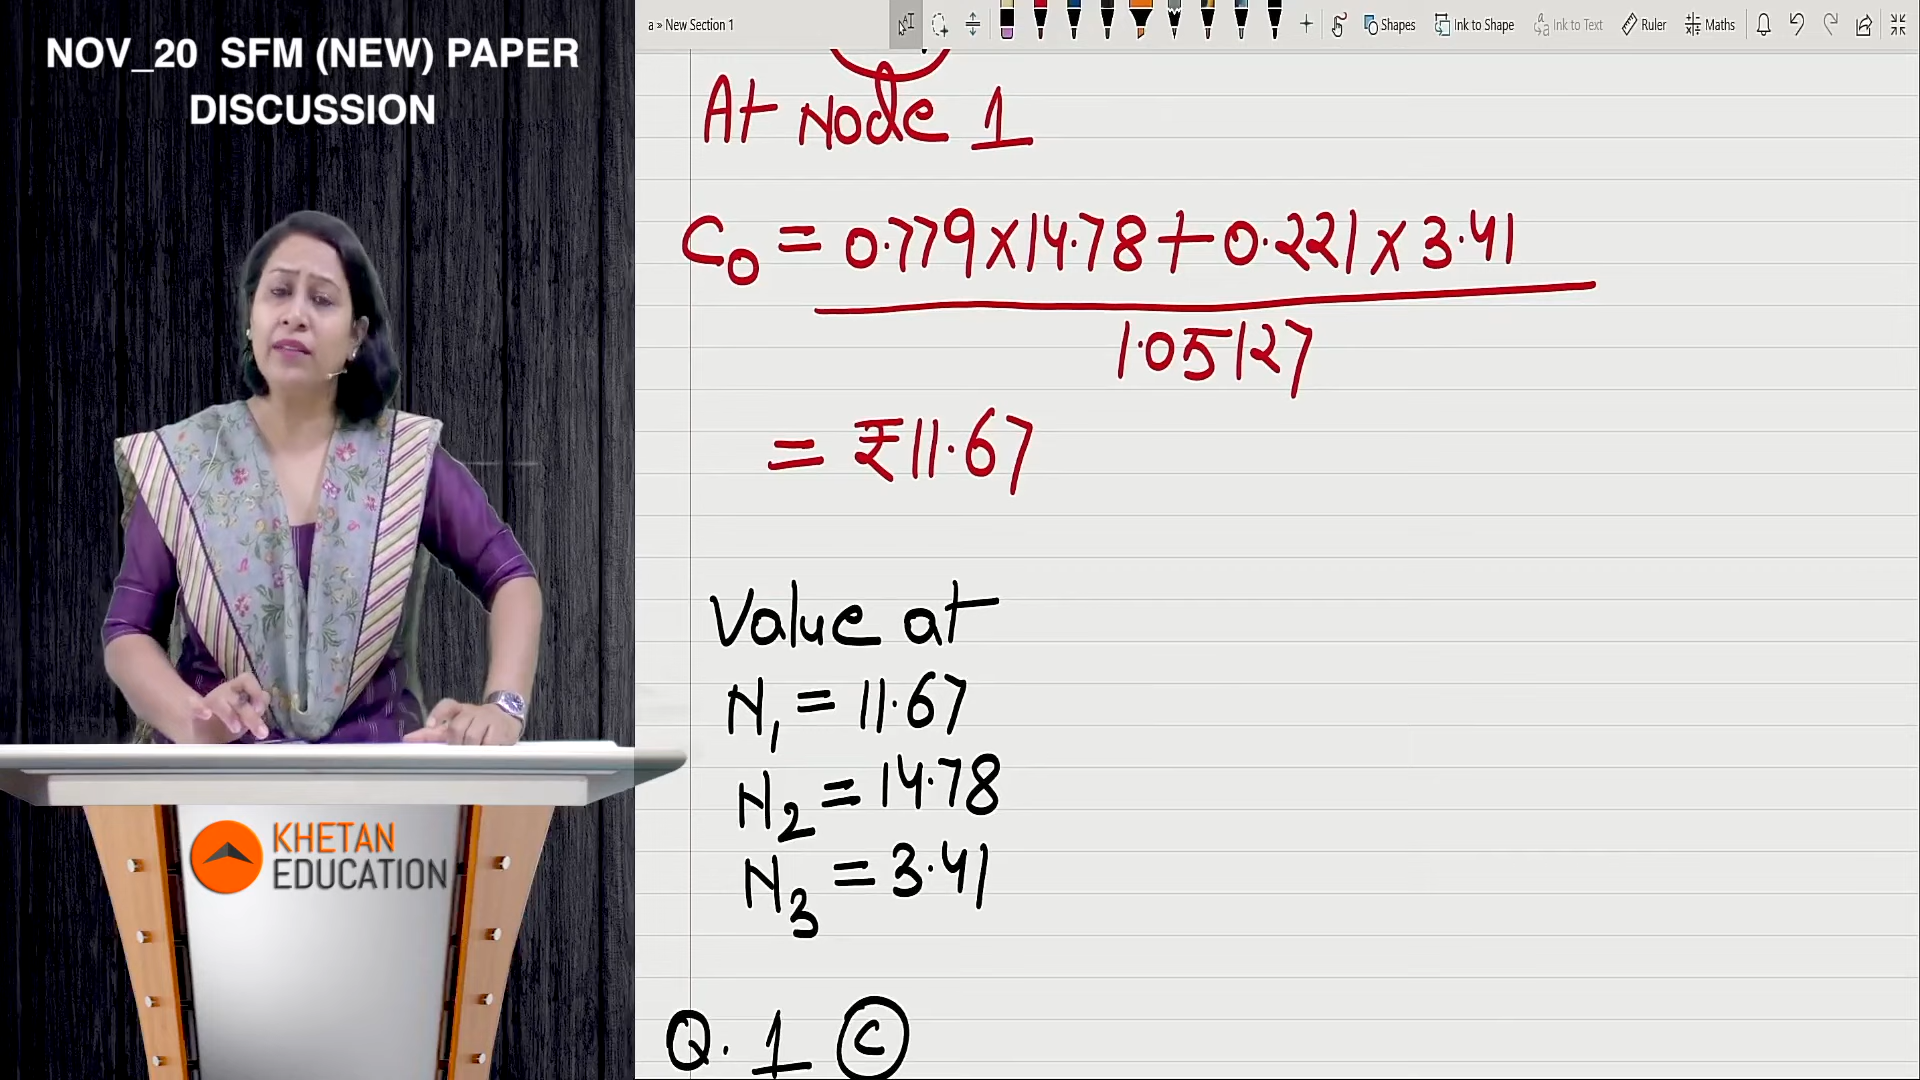 NOV_20 SFM (NEW) PAPER
DISCUSSION
KHETAN
EDUCATION
a » New Section 1
Shapes
Ink to Shape
Ink to Text
Ruler
Maths
At Node 1
C0 = 0.779×14.78+0.221×3.41
1.05127
= ₹11.67
Value at
N1 = 11.67
N2 = 14.78
N3 = 3.41
Q. 1 C